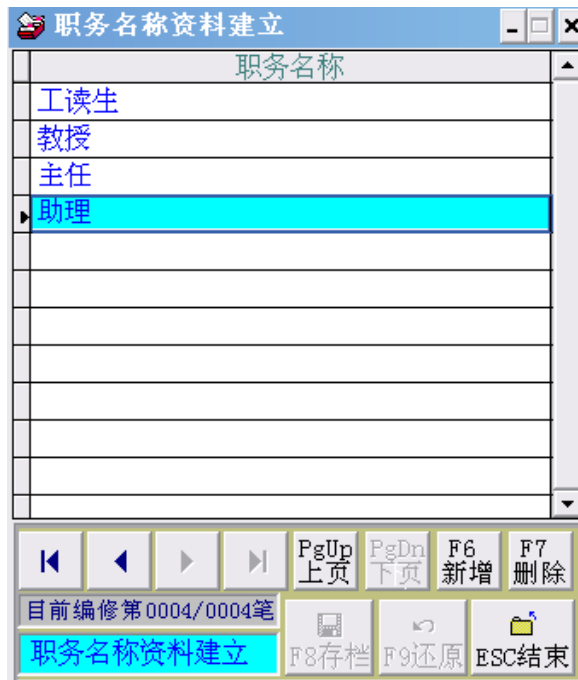 职务名称资料建立
职务名称
工读生
教授
主任
助理
PgUp 上页
PgDn 下页
F6 新增
F7 删除
目前编修第0004/0004笔
职务名称资料建立
F8存档
F9还原
ESC结束